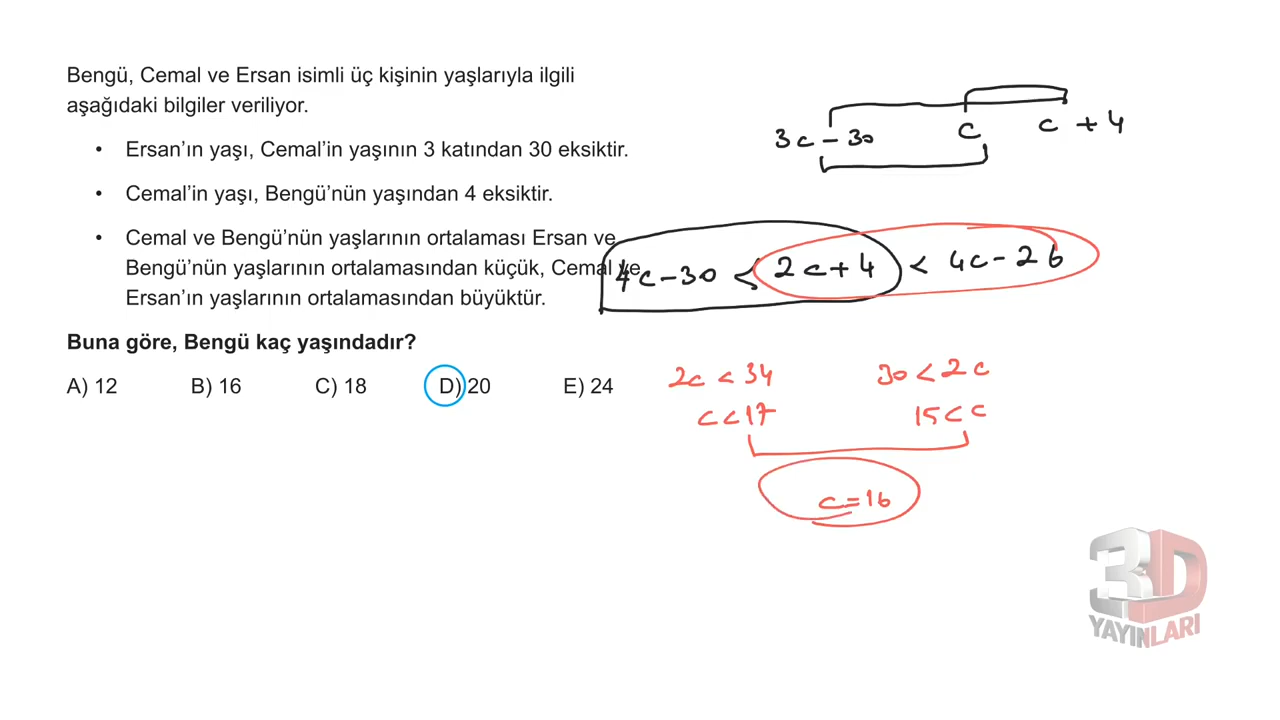 Bengü, Cemal ve Ersan isimli üç kişinin yaşlarıyla ilgili
aşağıdaki bilgiler veriliyor.
• Ersan’ın yaşı, Cemal’in yaşının 3 katından 30 eksiktir.
• Cemal’in yaşı, Bengü’nün yaşından 4 eksiktir.
• Cemal ve Bengü’nün yaşlarının ortalaması Ersan ve
Bengü’nün yaşlarının ortalamasından küçük, Cemal ve
Ersan’ın yaşlarının ortalamasından büyüktür.
Buna göre, Bengü kaç yaşındadır?
A) 12 B) 16 C) 18 D) 20 E) 24
3c - 30 c c + 4
4c - 30 < 2c + 4 < 4c - 26
2c < 34 30 < 2c
c < 17 15 < c
c = 16
3D
YAYINLARI